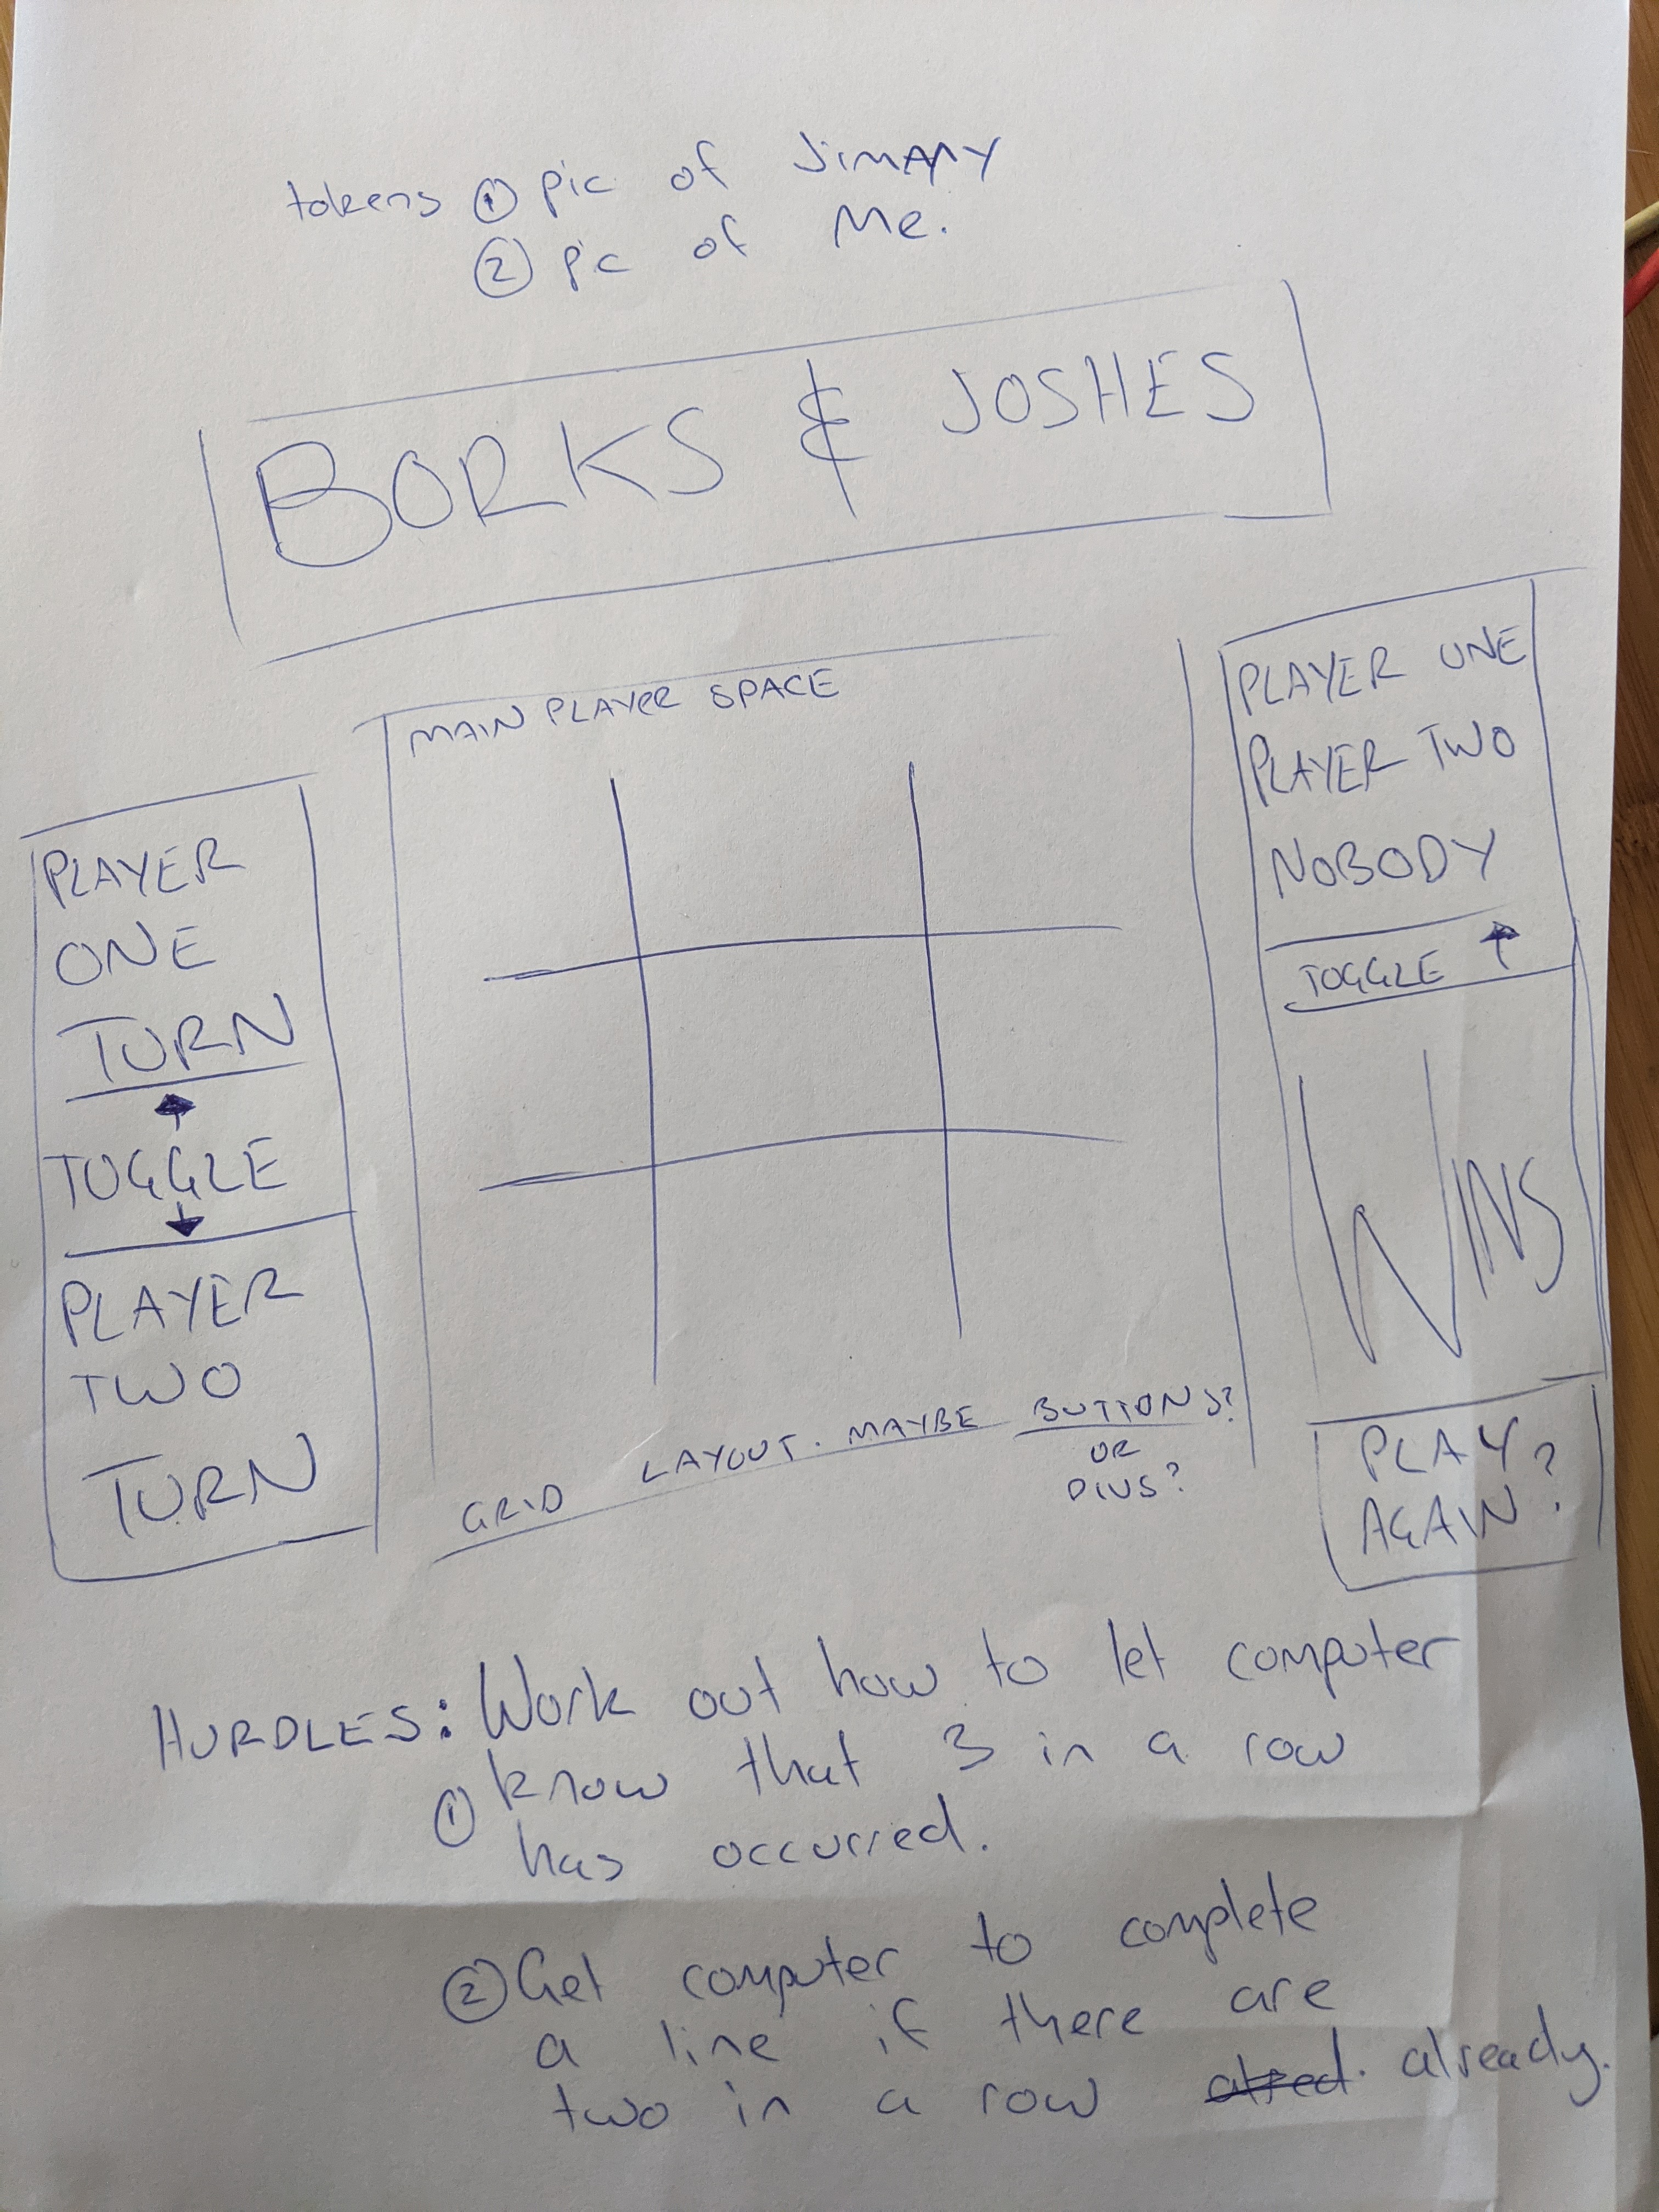 tokens ① pic of Jimmy
② pic of Me.
BORKS & JOSHES
MAIN PLAYER SPACE
PLAYER
ONE
TURN
TOGGLE
PLAYER
TWO
TURN
GRID LAYOUT. MAYBE BUTTONS?
OR
DIVS?
PLAYER ONE
PLAYER TWO
NOBODY
TOGGLE
WINS
PLAY
AGAIN?
HURDLES: Work out how to let computer
① know that 3 in a row
has occurred.
② Get computer to complete
a line if there are
two in a row already.